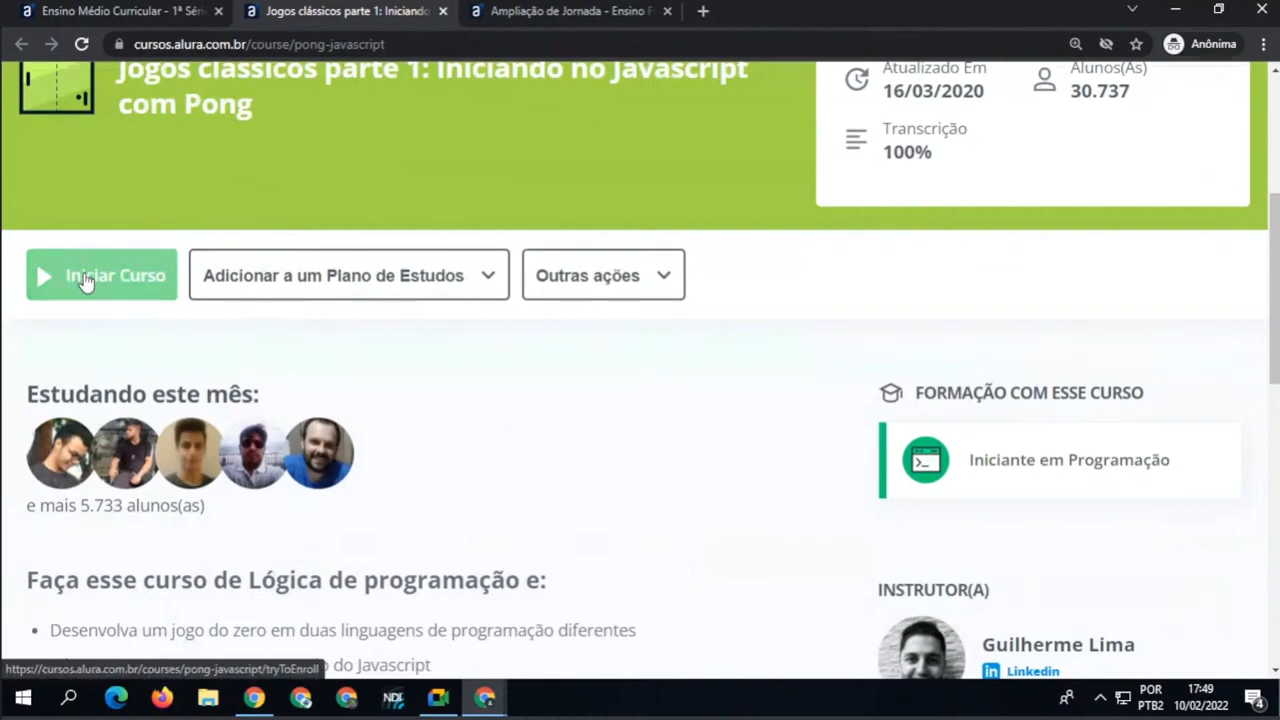 Ensino Médio Curricular - 1ª Séri
Jogos clássicos parte 1: Iniciando
Ampliação de Jornada - Ensino F
cursos.alura.com.br/course/pong-javascript
Anônima
Jogos clássicos parte 1: Iniciando no Javascript
com Pong
Atualizado Em
16/03/2020
Alunos(As)
30.737
Transcrição
100%
Iniciar Curso
Adicionar a um Plano de Estudos
Outras ações
Estudando este mês:
e mais 5.733 alunos(as)
FORMAÇÃO COM ESSE CURSO
Iniciante em Programação
Faça esse curso de Lógica de programação e:
• Desenvolva um jogo do zero em duas linguagens de programação diferentes
do Javascript
INSTRUTOR(A)
Guilherme Lima
in Linkedin
https://cursos.alura.com.br/courses/pong-javascript/tryToEnroll
NDI
POR
PTB2
17:49
10/02/2022
4